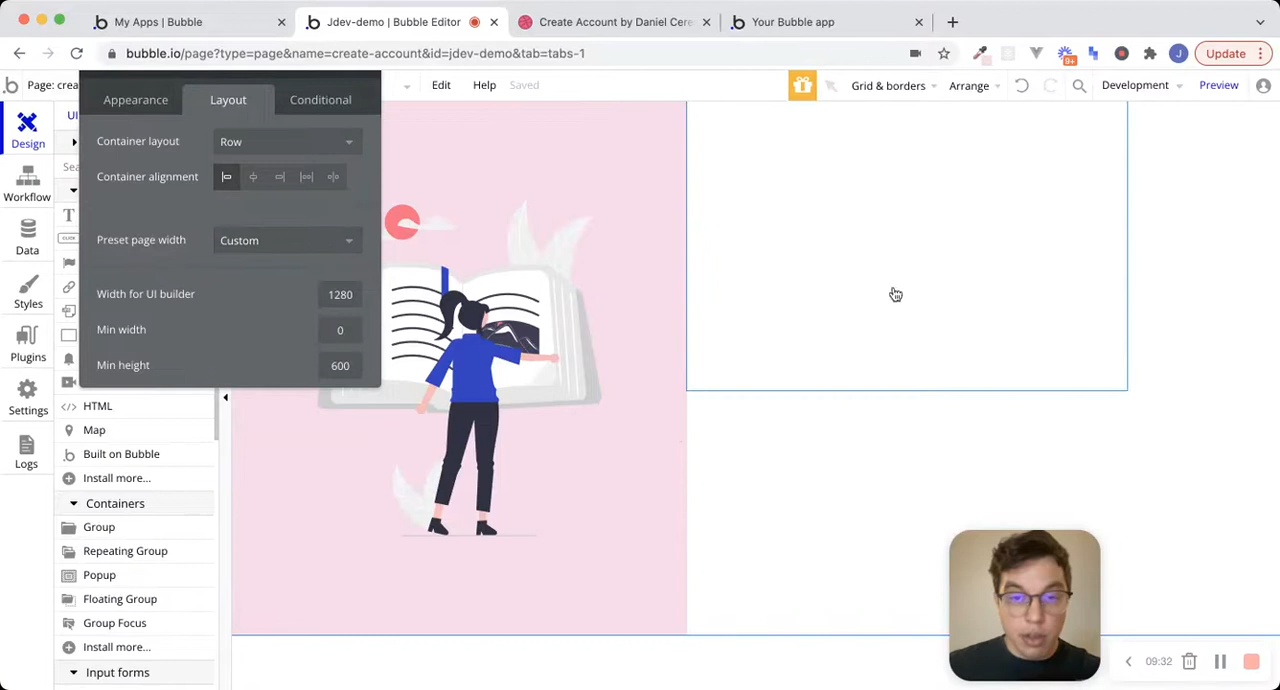 My Apps | Bubble
Jdev-demo | Bubble Editor
Create Account by Daniel Cere
Your Bubble app
bubble.io/page?type=page&name=create-account&id=jdev-demo&tab=tabs-1
9+
J
Update
Page: crea
Edit
Help
Saved
Grid & borders
Arrange
Development
Preview
Design
Workflow
Data
Styles
Plugins
Settings
Logs
UI
Sea
T
CLICK
Appearance
Layout
Conditional
Container layout
Row
Container alignment
Preset page width
Custom
Width for UI builder
1280
Min width
0
Min height
600
</> HTML
Map
Built on Bubble
Install more...
Containers
Group
Repeating Group
Popup
Floating Group
Group Focus
Install more...
Input forms
09:32